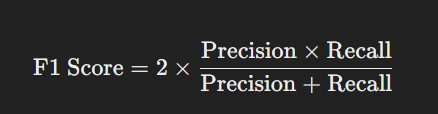 F1 Score = 2 × Precision × Recall / Precision + Recall